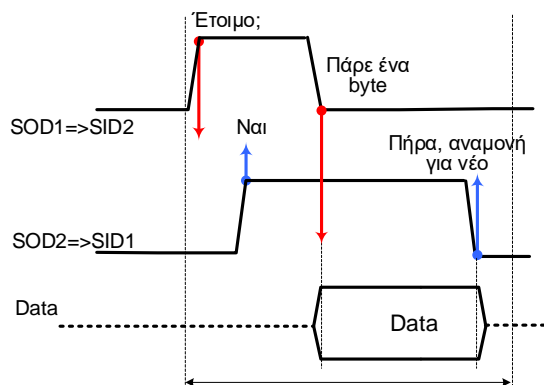 Έτοιμο;
Πάρε ένα
byte
SOD1=>SID2
Ναι
Πήρα, αναμονή
για νέο
SOD2=>SID1
Data
Data